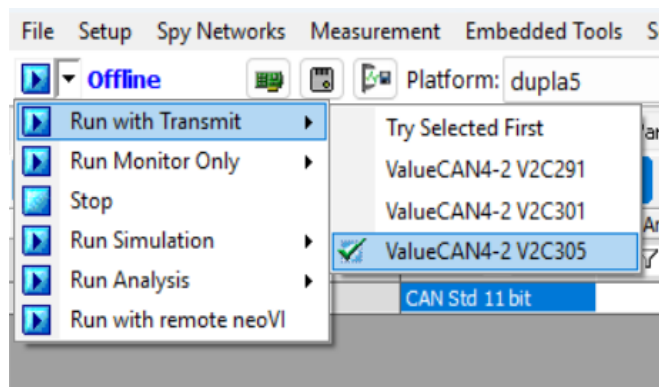 File Setup Spy Networks Measurement Embedded Tools S
Offline Platform: dupla5
Run with Transmit
Run Monitor Only
Stop
Run Simulation
Run Analysis
Run with remote neoVI
Try Selected First
ValueCAN4-2 V2C291
ValueCAN4-2 V2C301
ValueCAN4-2 V2C305
CAN Std 11 bit